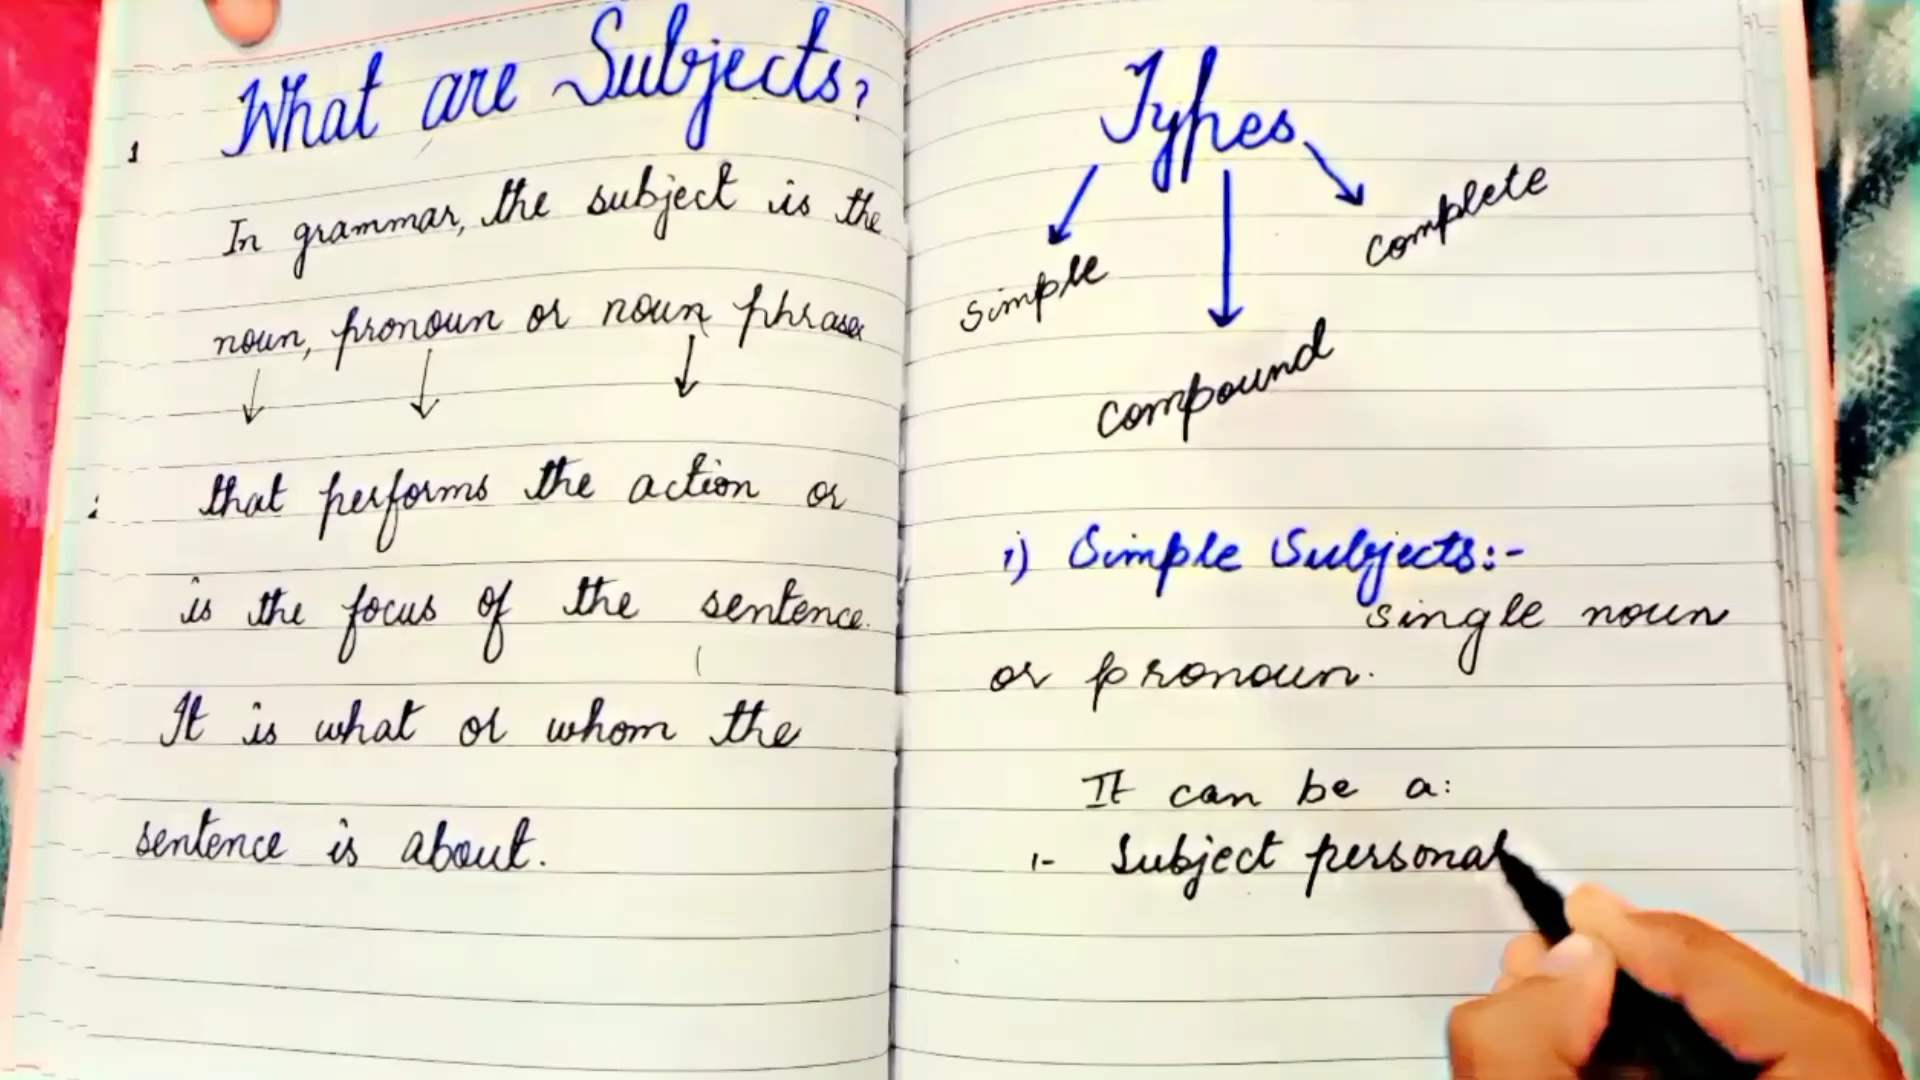 What are Subjects?
1
In grammar, the subject is the
noun, pronoun or noun phrase
that performs the action or
is the focus of the sentence.
It is what or whom the
sentence is about.
Types
Simple
Compound
Complete
i) Simple Subjects:-
single noun
or pronoun.
It can be a:
1- Subject personal